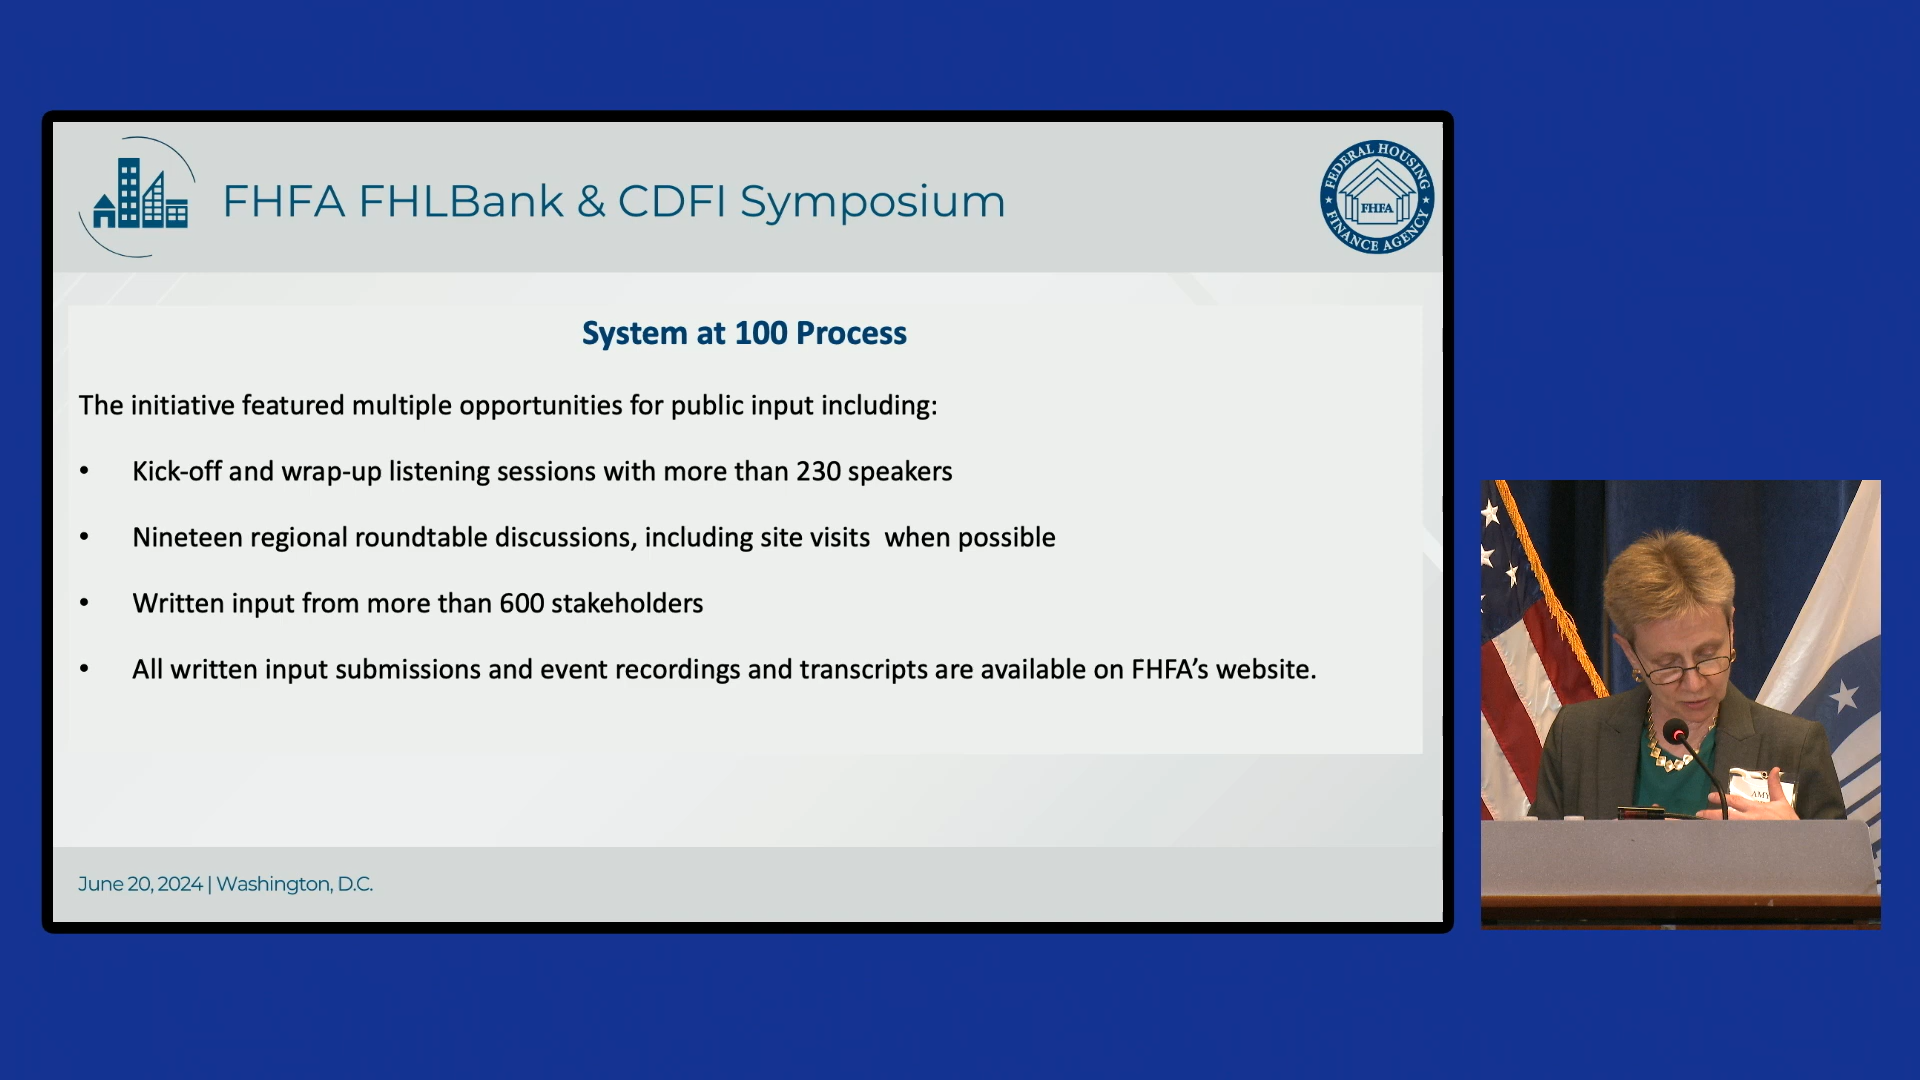 FHFA FHLBank & CDFI Symposium
FEDERAL HOUSING
FHFA
FINANCE AGENCY
System at 100 Process
The initiative featured multiple opportunities for public input including:
• Kick-off and wrap-up listening sessions with more than 230 speakers
• Nineteen regional roundtable discussions, including site visits  when possible
• Written input from more than 600 stakeholders
• All written input submissions and event recordings and transcripts are available on FHFA’s website.
June 20, 2024 | Washington, D.C.
AMY